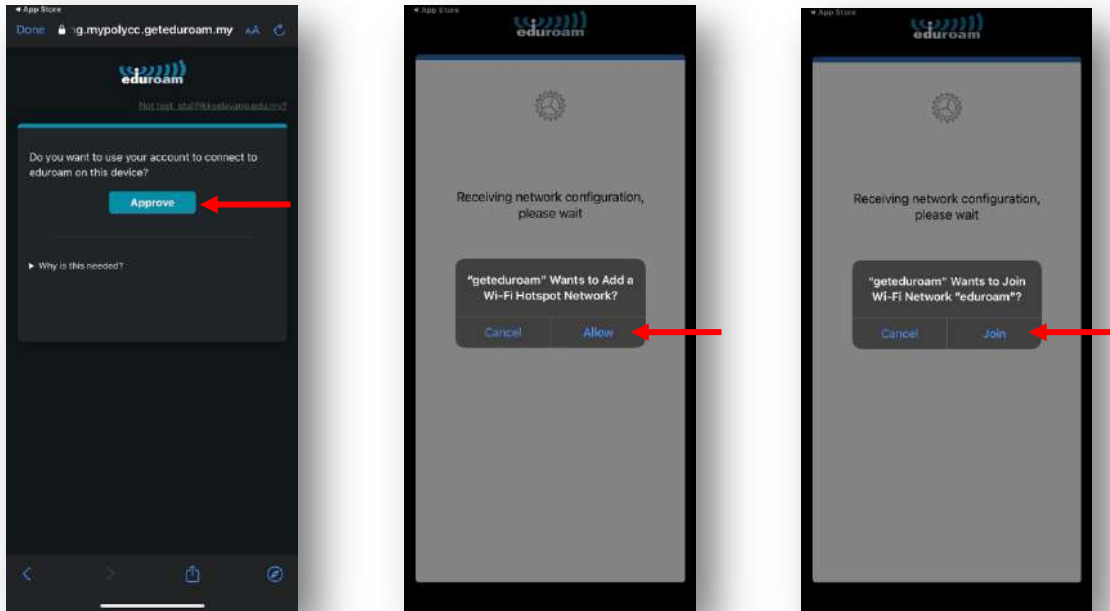 ◄ App Store
Done
g.mypolycc.geteduroam.my
AA
eduroam
Do you want to use your account to connect to
eduroam on this device?
Approve
► Why is this needed?
◄ App Store
eduroam
Receiving network configuration,
please wait
"geteduroam" Wants to Add a
Wi-Fi Hotspot Network?
Cancel
Allow
◄ App Store
eduroam
Receiving network configuration,
please wait
"geteduroam" Wants to Join
Wi-Fi Network "eduroam"?
Cancel
Join